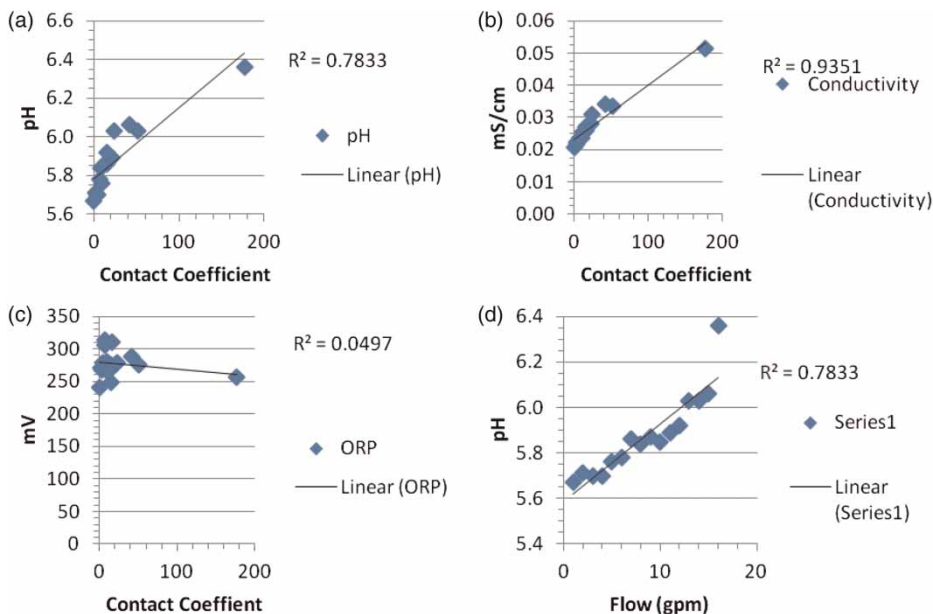 (a)
6.6
6.4
6.2
6.0
5.8
5.6
pH
0 100 200
Contact Coefficient
R² = 0.7833
pH
Linear (pH)
(b)
0.06
0.05
0.04
0.03
0.02
0.01
0.00
mS/cm
0 100 200
Contact Coefficient
R² = 0.9351
Conductivity
Linear
(Conductivity)
(c)
350
300
250
200
150
100
50
0
mV
0 100 200
Contact Coeffient
R² = 0.0497
ORP
Linear (ORP)
(d)
6.4
6.2
6.0
5.8
5.6
5.4
pH
0 10 20
Flow (gpm)
R² = 0.7833
Series1
Linear
(Series1)